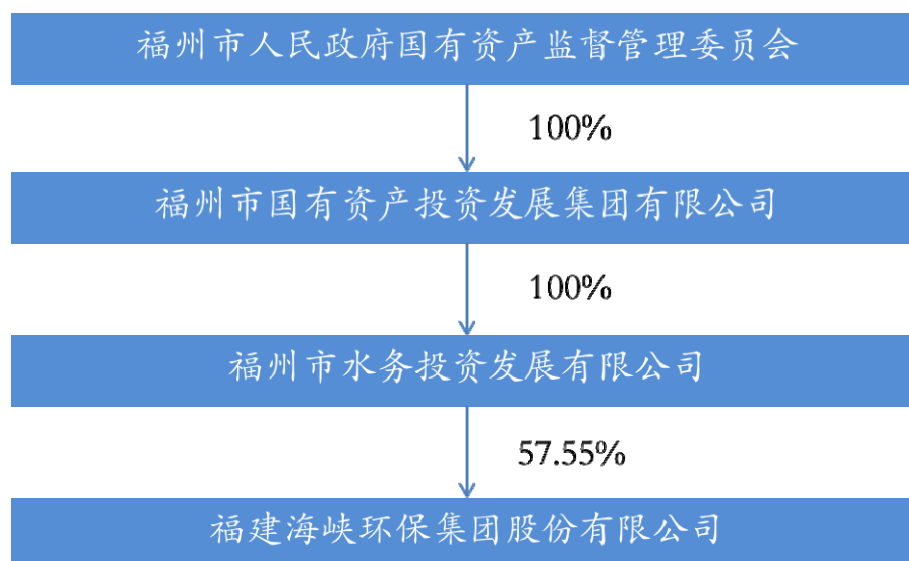 福州市人民政府国有资产监督管理委员会
100%
福州市国有资产投资发展集团有限公司
100%
福州市水务投资发展有限公司
57.55%
福建海峡环保集团股份有限公司